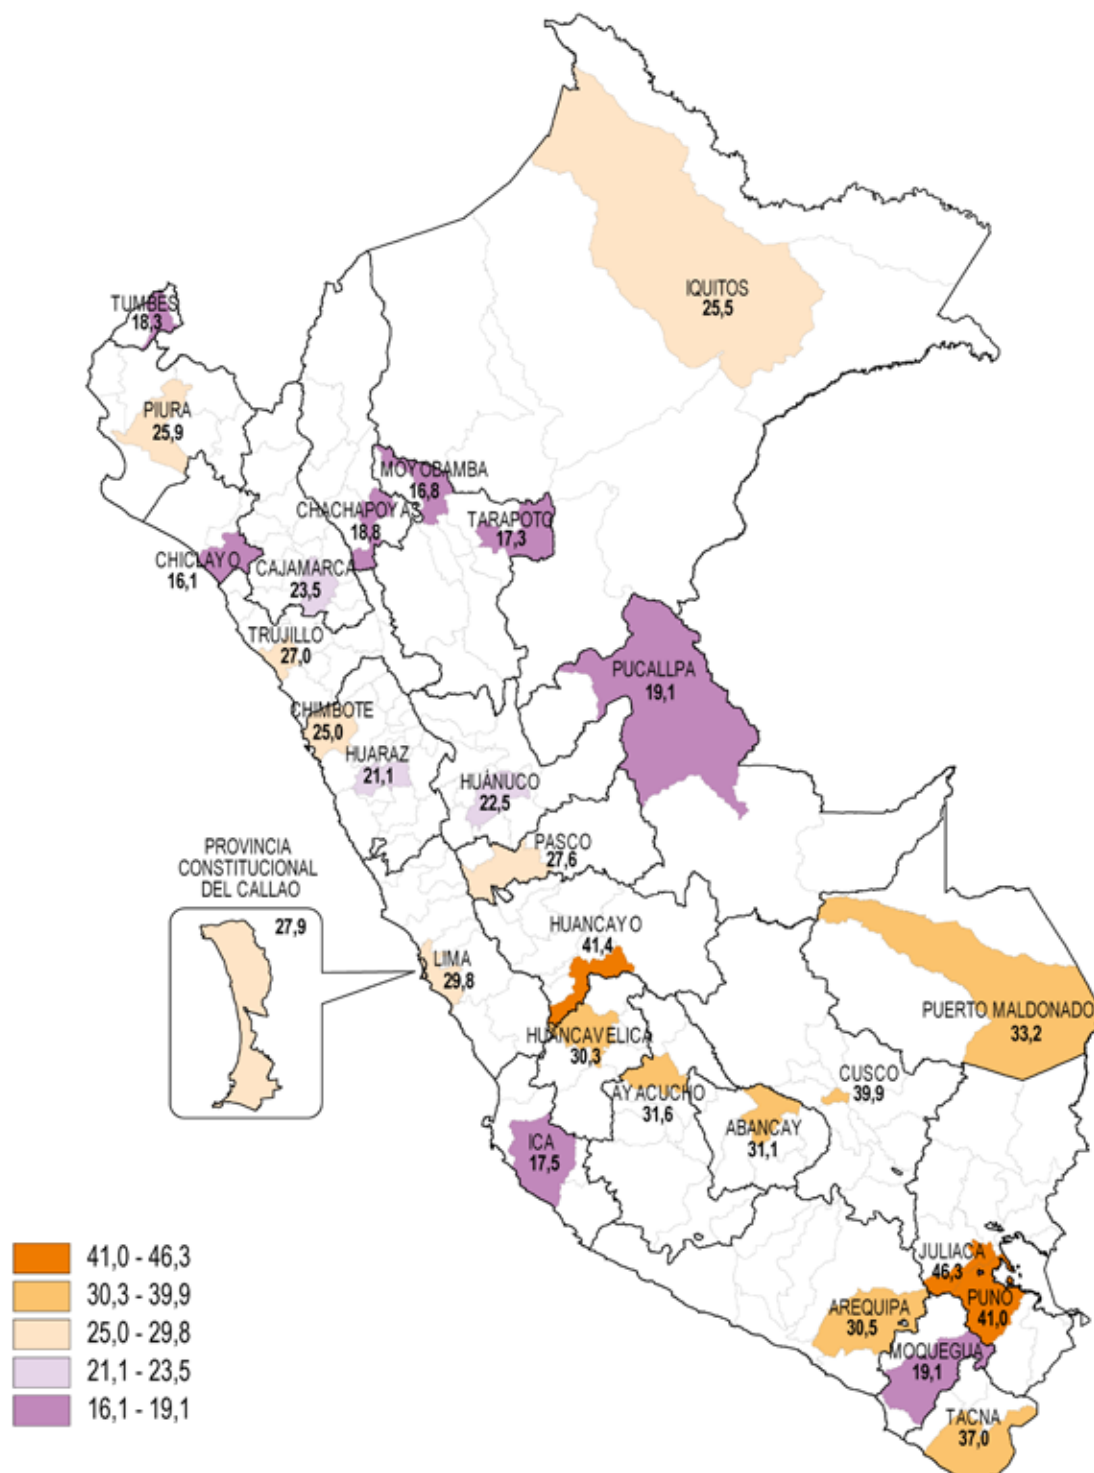 IQUITOS
25,5
TUMBES
18,3
PIURA
25,9
MOYOBAMBA
16,8
CHACHAPOYAS
18,8
TARAPOTO
17,3
CHICLAYO
16,1
CAJAMARCA
23,5
TRUJILLO
27,0
PUCALLPA
19,1
CHIMBOTE
25,0
HUARAZ
21,1
HUÁNUCO
22,5
PASCO
27,6
PROVINCIA
CONSTITUCIONAL
DEL CALLAO
27,9
HUANCAYO
41,4
LIMA
29,8
PUERTO MALDONADO
33,2
HUANCAVELICA
30,3
CUSCO
39,9
AYACUCHO
31,6
ABANCAY
31,1
ICA
17,5
JULIACA
46,3
PUNO
41,0
AREQUIPA
30,5
MOQUEGUA
19,1
TACNA
37,0
41,0 - 46,3
30,3 - 39,9
25,0 - 29,8
21,1 - 23,5
16,1 - 19,1